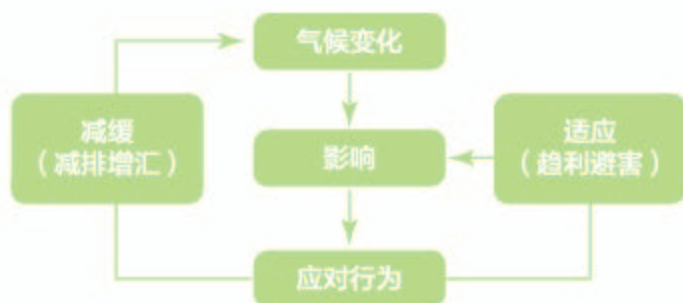 气候变化
减缓
（减排增汇）
影响
适应
（趋利避害）
应对行为